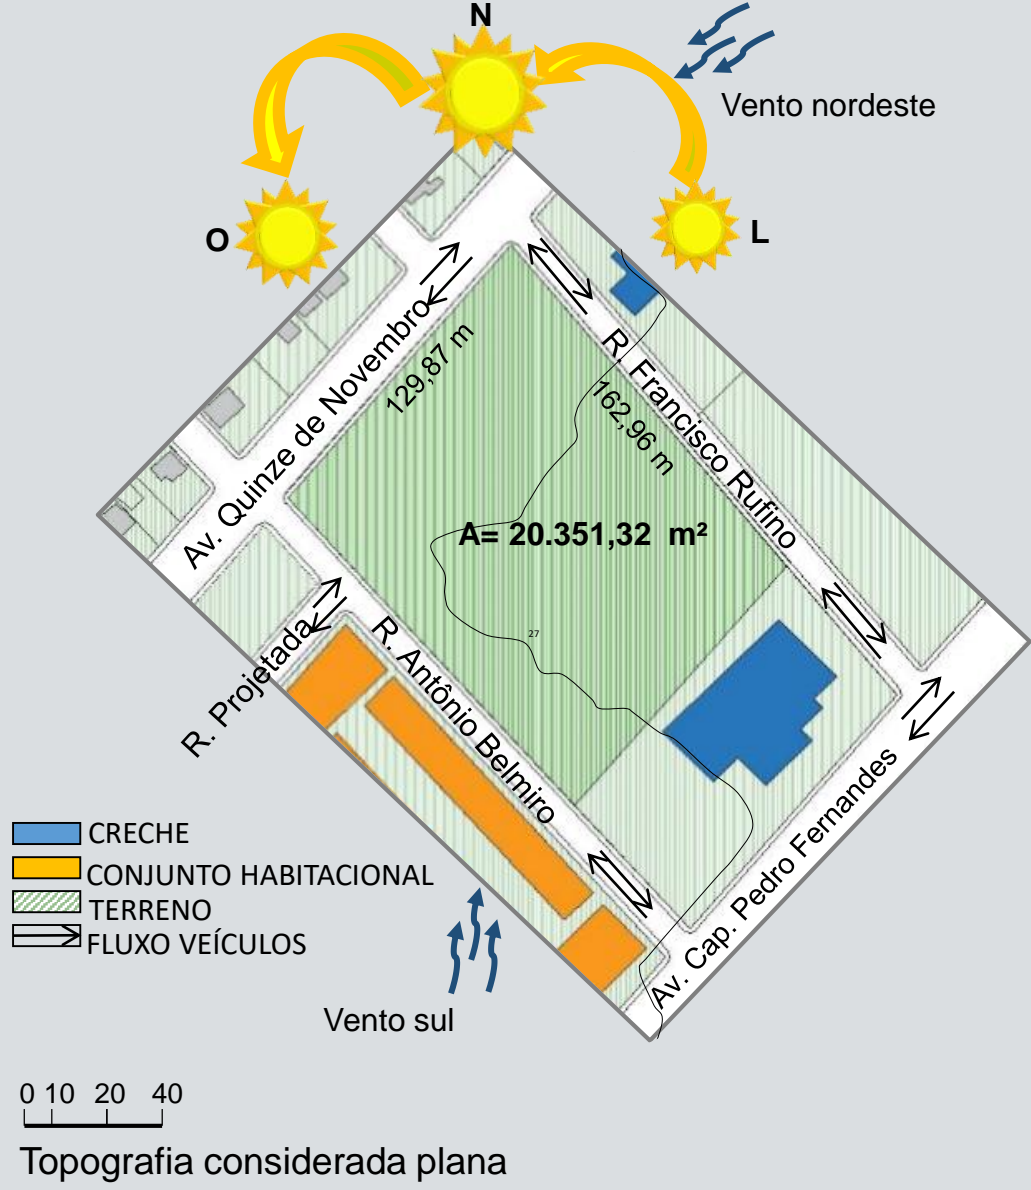 N
Vento nordeste
O
L
Av. Quinze de Novembro
129,87 m
R. Francisco Rufino
162,96 m
A= 20.351,32 m²
27
R. Projetada
R. Antônio Belmiro
Av. Cap. Pedro Fernandes
CRECHE
CONJUNTO HABITACIONAL
TERRENO
FLUXO VEÍCULOS
Vento sul
0 10 20 40
Topografia considerada plana